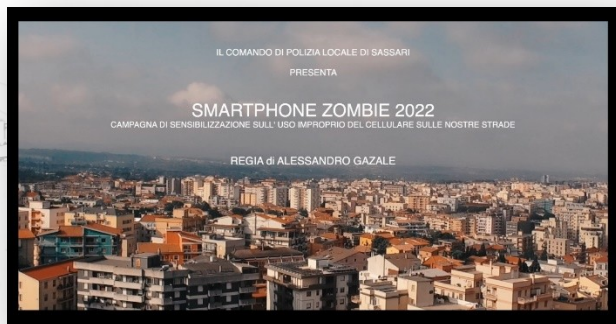 IL COMANDO DI POLIZIA LOCALE DI SASSARI
PRESENTA
SMARTPHONE ZOMBIE 2022
CAMPAGNA DI SENSIBILIZZAZIONE SULL' USO IMPROPRIO DEL CELLULARE SULLE NOSTRE STRADE
REGIA di ALESSANDRO GAZALE